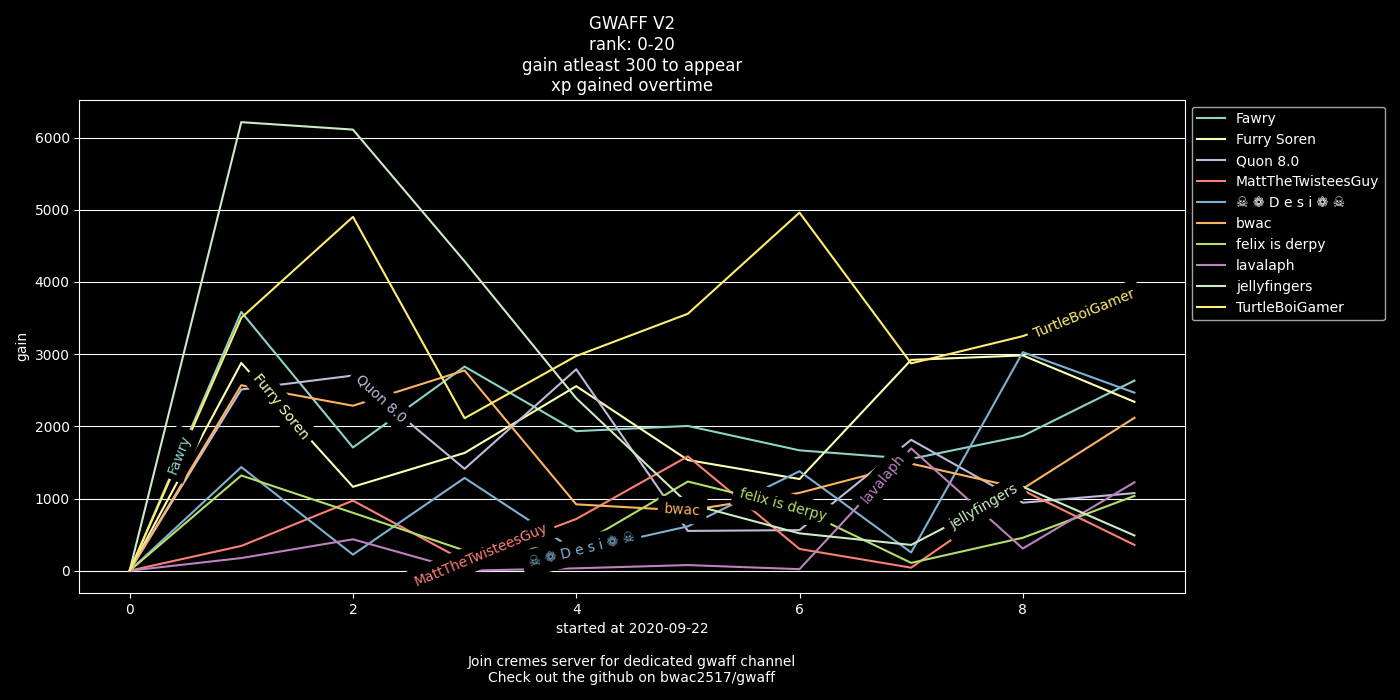 GWAFF V2
rank: 0-20
gain atleast 300 to appear
xp gained overtime
gain
6000
5000
4000
3000
2000
1000
0
0 2 4 6 8
Fawry
Furry Soren
Quon 8.0
MattTheTwisteesGuy
☠ ❁ D e s i ❁ ☠
bwac
felix is derpy
lavalaph
jellyfingers
TurtleBoiGamer
Fawry
Furry Soren
Quon 8.0
MattTheTwisteesGuy
☠ ❁ D e s i ❁ ☠
bwac
felix is derpy
lavalaph
jellyfingers
TurtleBoiGamer
started at 2020-09-22
Join cremes server for dedicated gwaff channel
Check out the github on bwac2517/gwaff